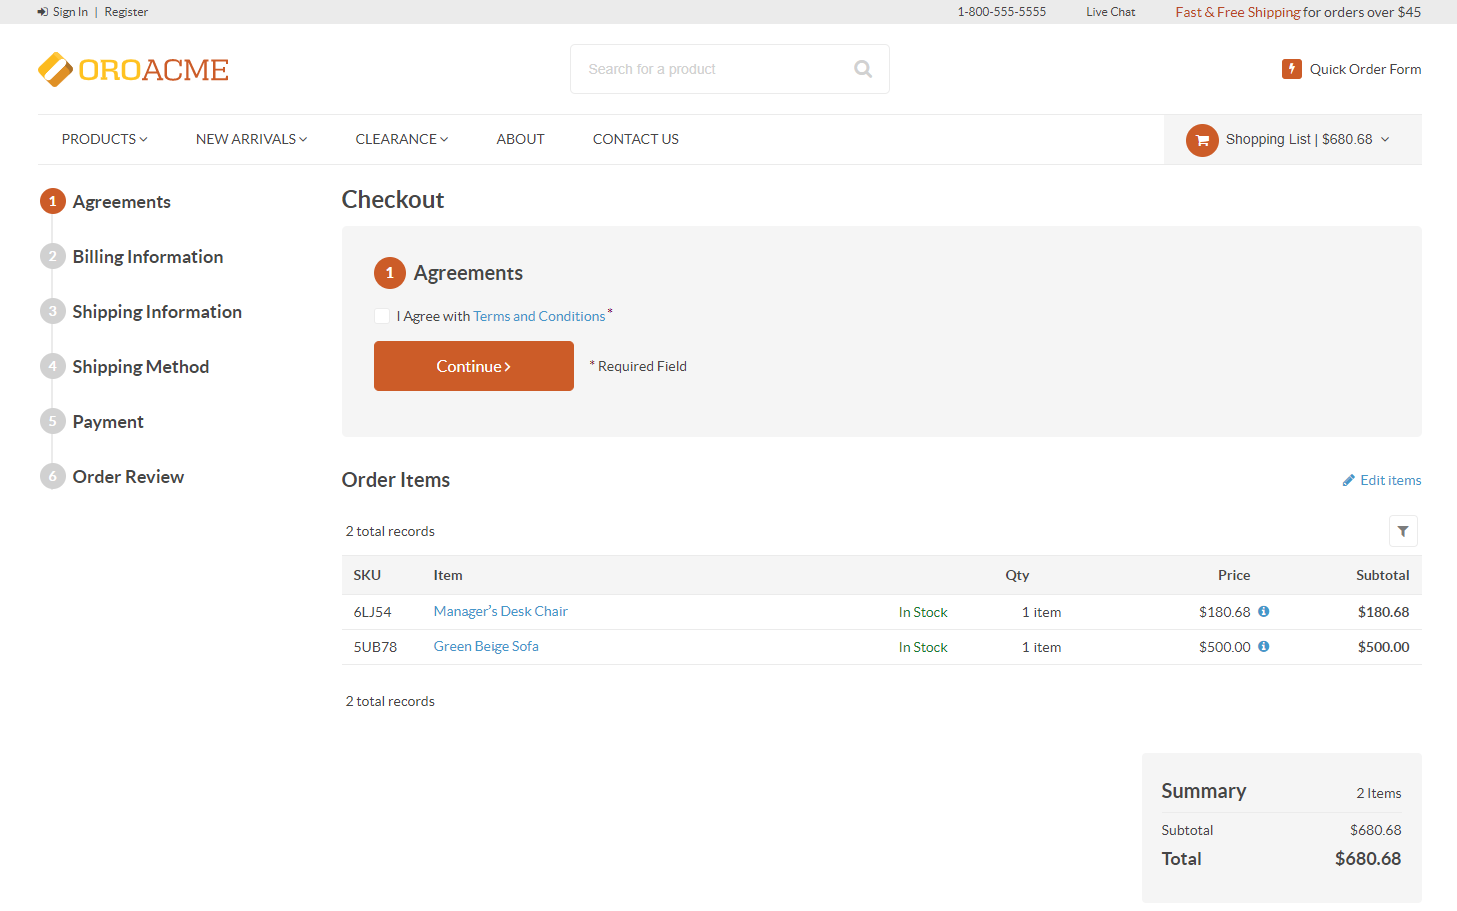 Sign In | Register
1-800-555-5555 Live Chat Fast & Free Shipping for orders over $45
OROACME
Search for a product
Quick Order Form
PRODUCTS NEW ARRIVALS CLEARANCE ABOUT CONTACT US
Shopping List | $680.68
1 Agreements
2 Billing Information
3 Shipping Information
4 Shipping Method
5 Payment
6 Order Review
Checkout
1 Agreements
I Agree with Terms and Conditions *
Continue
* Required Field
Order Items
Edit items
2 total records
SKU Item Qty Price Subtotal
6LJ54 Manager's Desk Chair In Stock 1 item $180.68 $180.68
5UB78 Green Beige Sofa In Stock 1 item $500.00 $500.00
2 total records
Summary 2 Items
Subtotal $680.68
Total $680.68